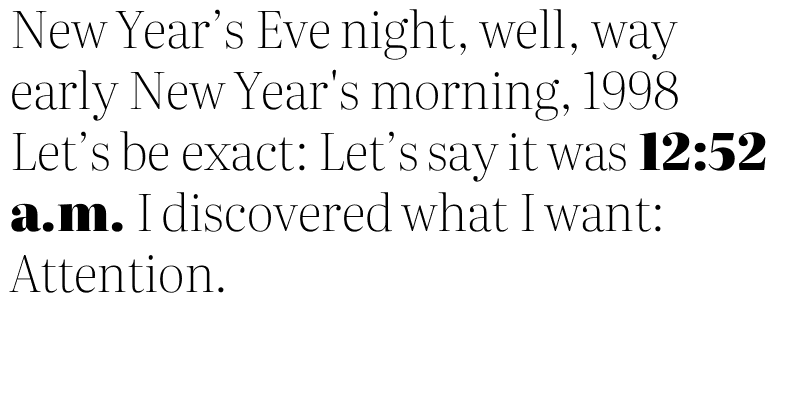 New Year’s Eve night, well, way
early New Year's morning, 1998
Let’s be exact: Let’s say it was 12:52
a.m. I discovered what I want:
Attention.